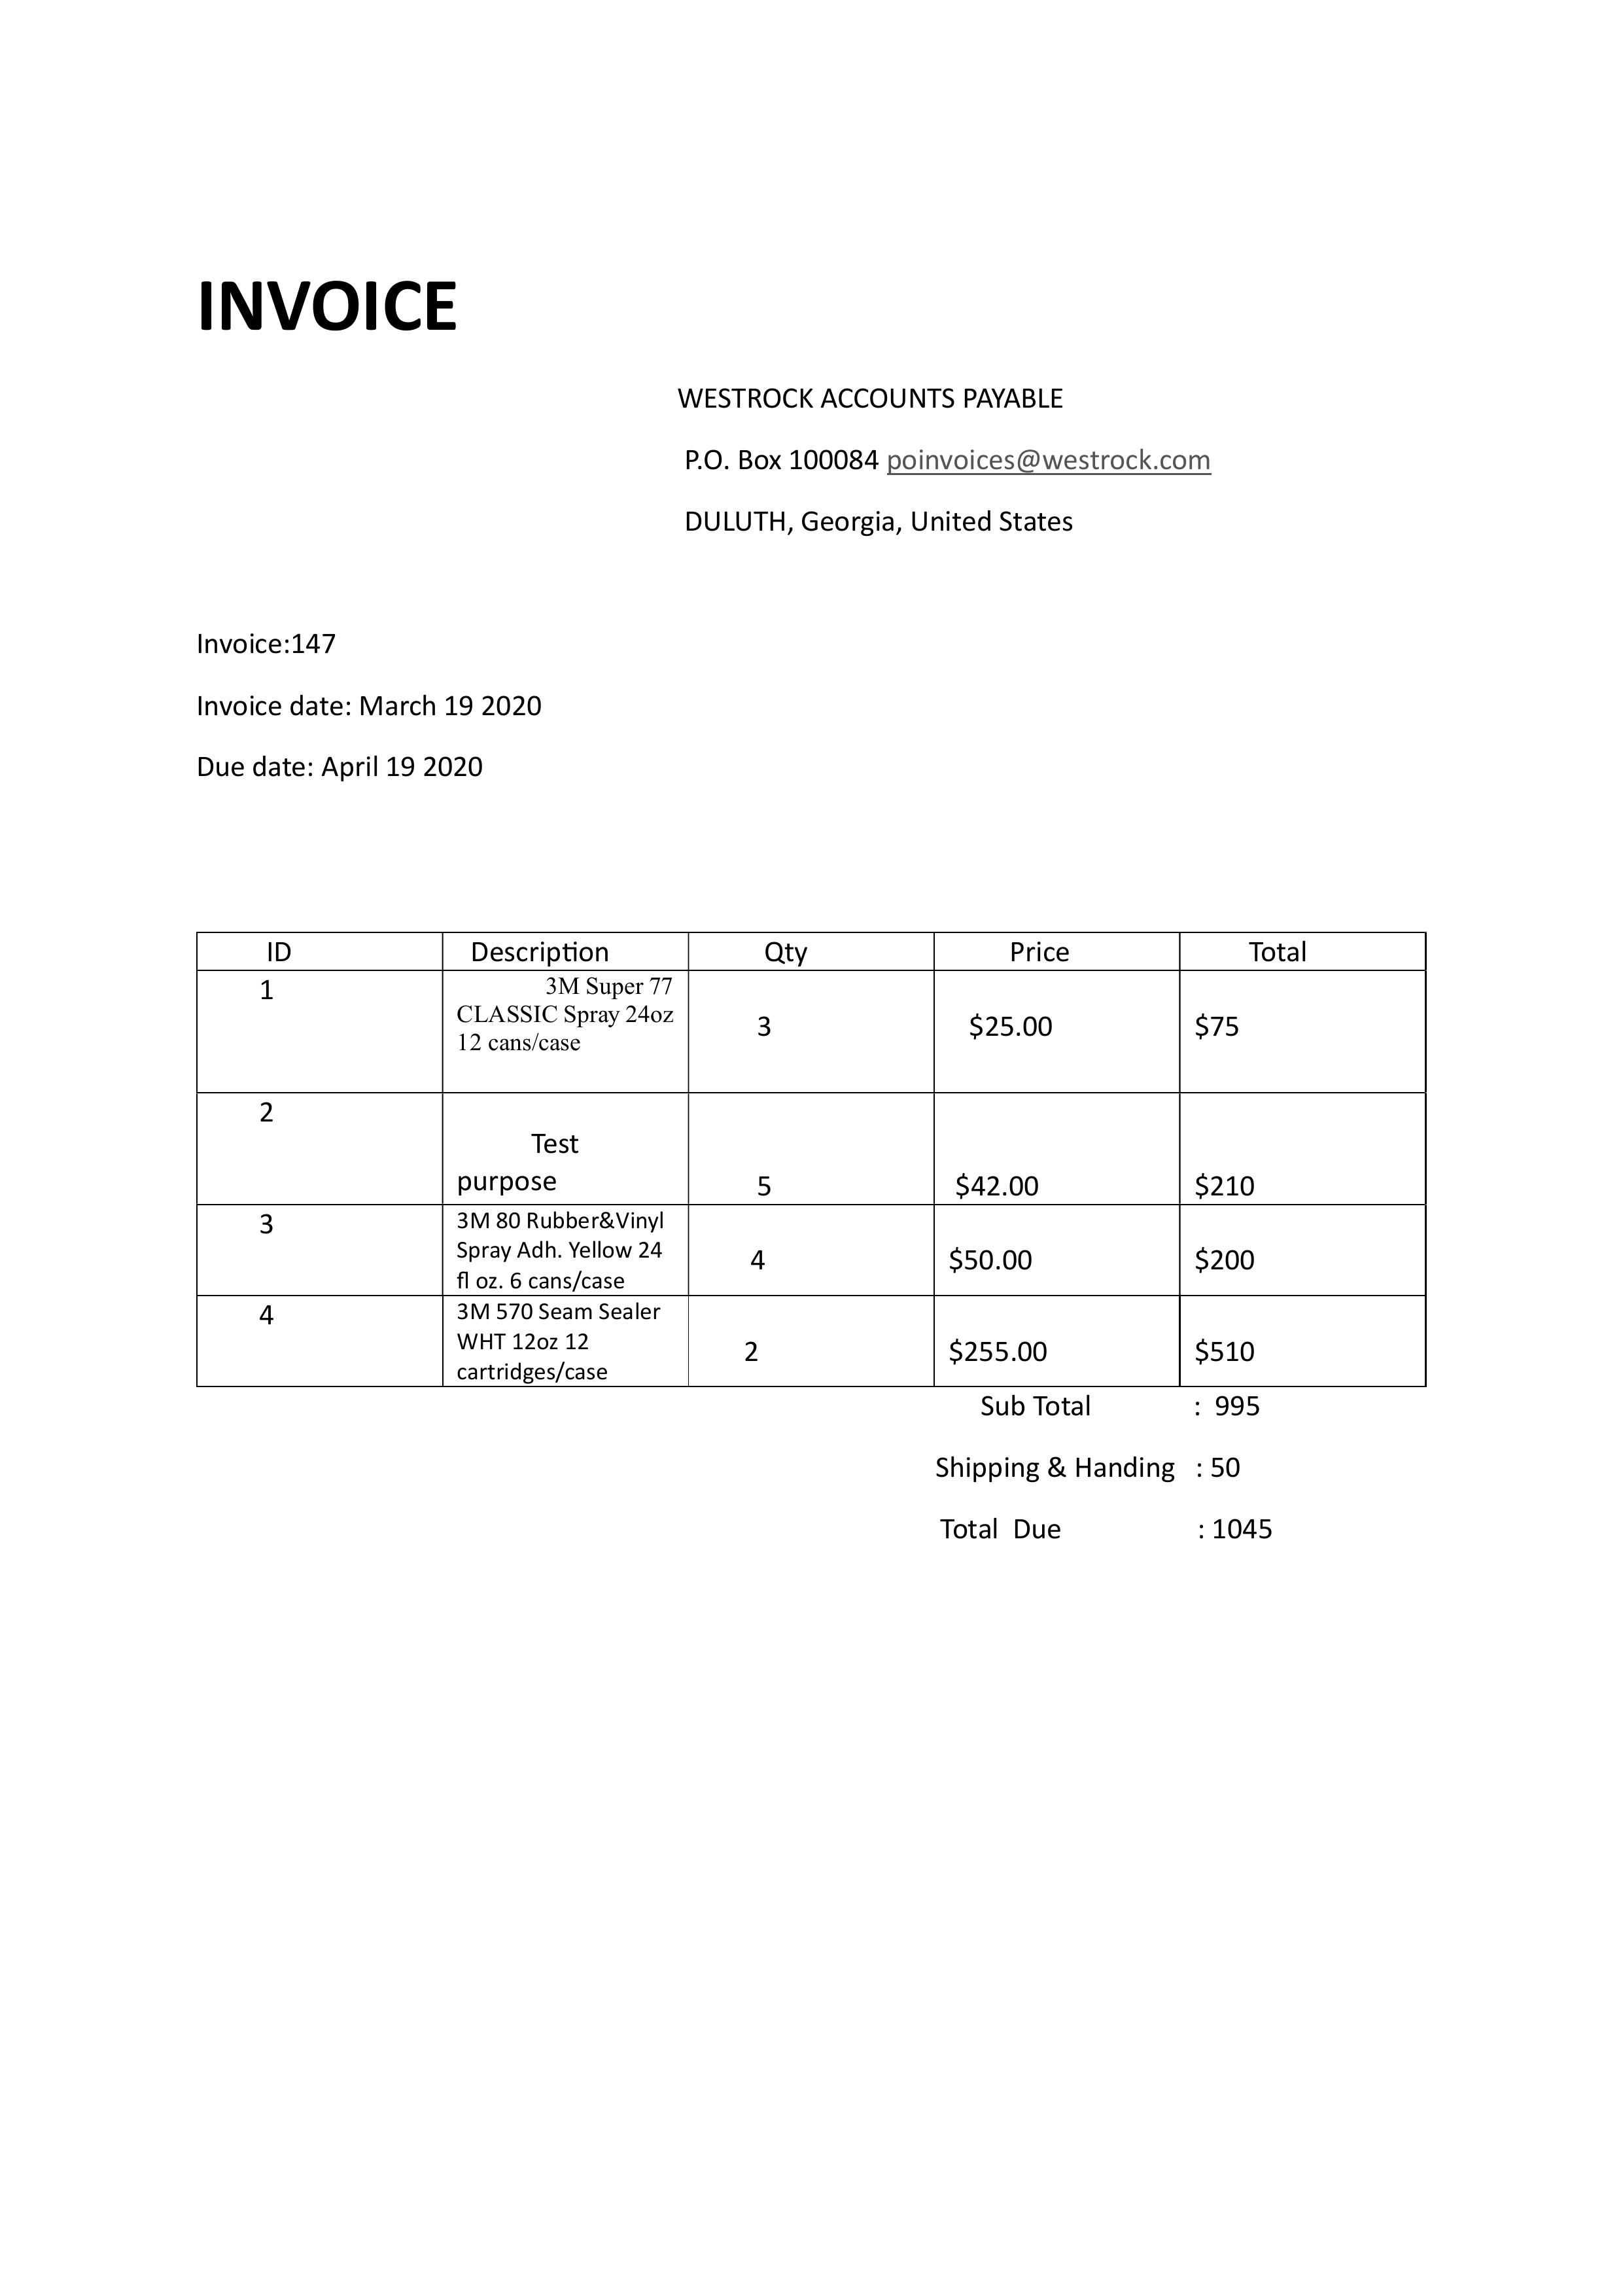 INVOICE
WESTROCK ACCOUNTS PAYABLE
P.O. Box 100084 poinvoices@westrock.com
DULUTH, Georgia, United States
Invoice:147
Invoice date: March 19 2020
Due date: April 19 2020
ID Description Qty Price Total
1 3M Super 77
CLASSIC Spray 24oz
12 cans/case
3 $25.00 $75
2
Test
purpose 5 $42.00 $210
3 3M 80 Rubber&Vinyl
Spray Adh. Yellow 24
fl oz. 6 cans/case
4 $50.00 $200
4 3M 570 Seam Sealer
WHT 12oz 12
cartridges/case
2 $255.00 $510
Sub Total : 995
Shipping & Handing : 50
Total Due : 1045